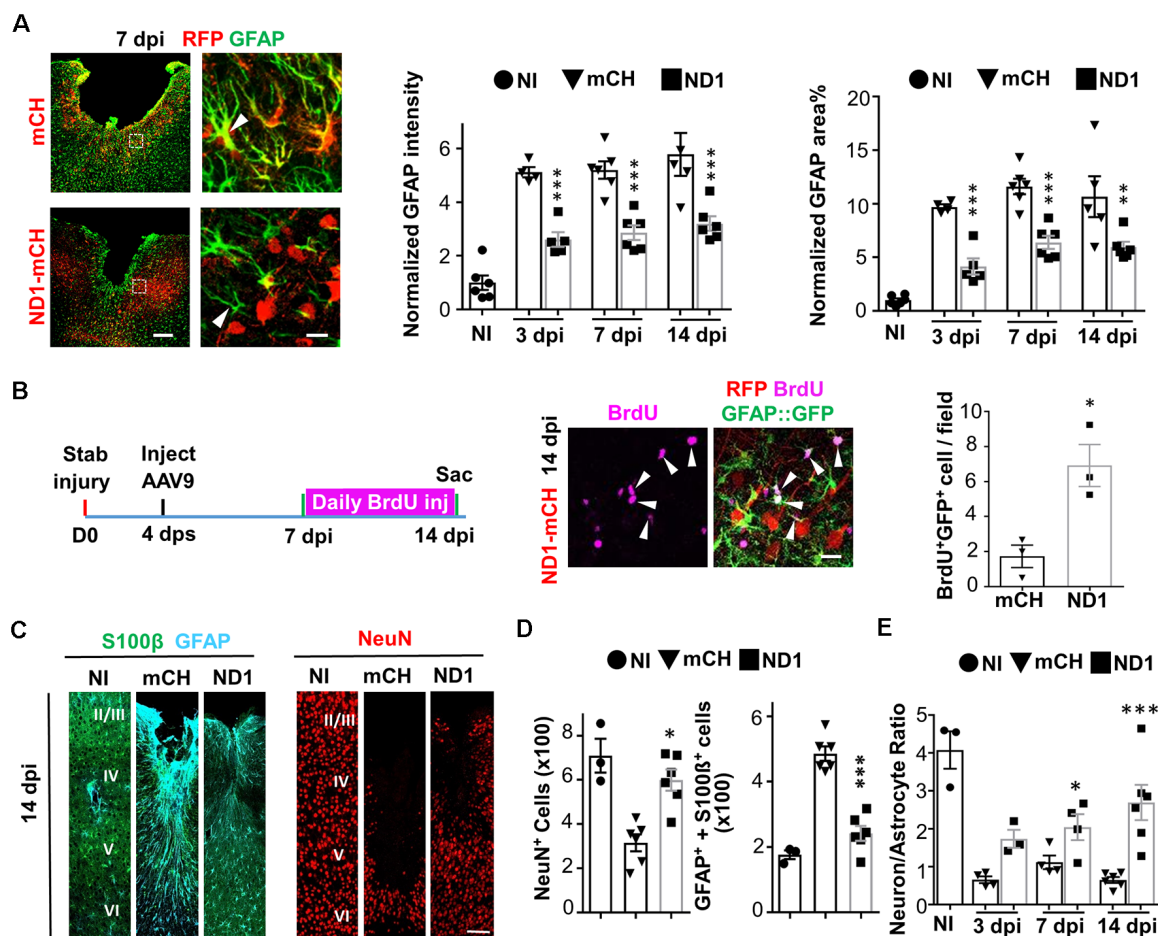 A
7 dpi RFP GFAP
mCH
ND1-mCH
NI mCH ND1
Normalized GFAP intensity
6
4
2
0
*** *** ***
NI 3 dpi 7 dpi 14 dpi
NI mCH ND1
Normalized GFAP area%
20
15
10
5
0
*** *** **
NI 3 dpi 7 dpi 14 dpi
B
Stab injury
Inject AAV9
Sac
Daily BrdU inj
D0 4 dps 7 dpi 14 dpi
ND1-mCH 14 dpi
BrdU
RFP BrdU
GFAP::GFP
BrdU⁺GFP⁺ cell / field
10
8
6
4
2
0
*
mCH ND1
C
S100β GFAP
NI mCH ND1
NeuN
NI mCH ND1
14 dpi
II/III
IV
V
VI
II/III
IV
V
VI
D
NI mCH ND1
NeuN⁺ Cells (x100)
8
6
4
2
0
*
GFAP⁺ + S100ß⁺ cells
(x100)
6
4
2
0
***
E
NI mCH ND1
Neuron/Astrocyte Ratio
5
4
3
2
1
0
* ***
NI 3 dpi 7 dpi 14 dpi